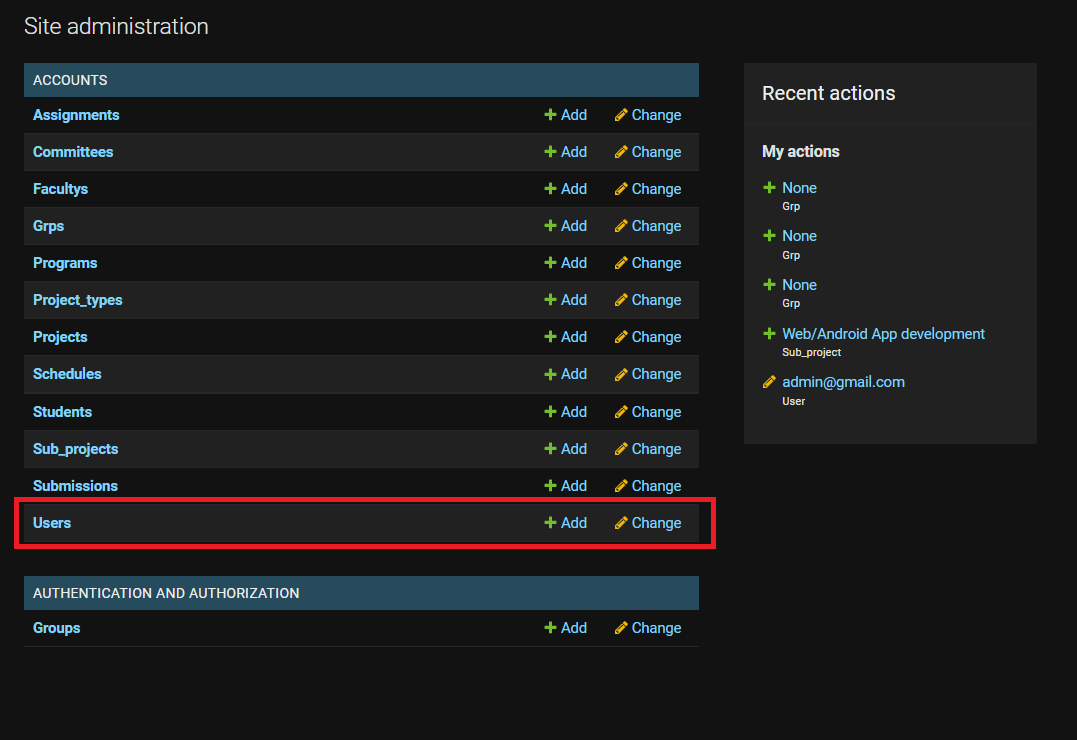 Site administration
ACCOUNTS
Assignments Add Change
Committees Add Change
Facultys Add Change
Grps Add Change
Programs Add Change
Project_types Add Change
Projects Add Change
Schedules Add Change
Students Add Change
Sub_projects Add Change
Submissions Add Change
Users Add Change
AUTHENTICATION AND AUTHORIZATION
Groups Add Change
Recent actions
My actions
None
Grp
None
Grp
None
Grp
Web/Android App development
Sub_project
admin@gmail.com
User